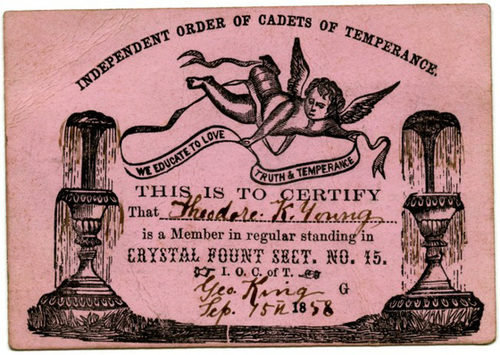 INDEPENDENT ORDER OF CADETS OF TEMPERANCE.
WE EDUCATE TO LOVE
TRUTH & TEMPERANCE
THIS IS TO CERTIFY
That Theodore. K. Young
is a Member in regular standing in
CRYSTAL FOUNT SECT. NO. 15.
I. O. C. of T.
Geo. King G
Sep. 15th 1858